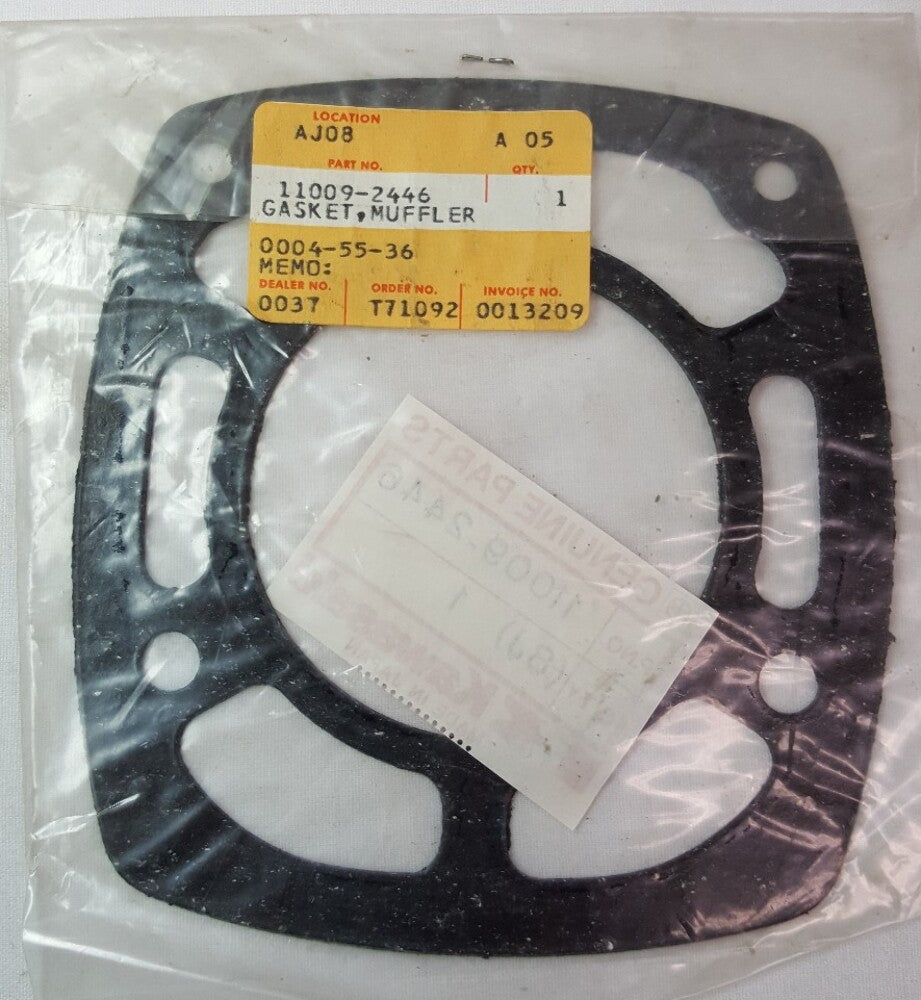 LOCATION
AJ08 A 05
PART NO. QTY.
11009-2446 1
GASKET,MUFFLER
0004-55-36
MEMO:
DEALER NO. ORDER NO. INVOICE NO.
0037 T71092 0013209
GENUINE PARTS
11009-2446
1